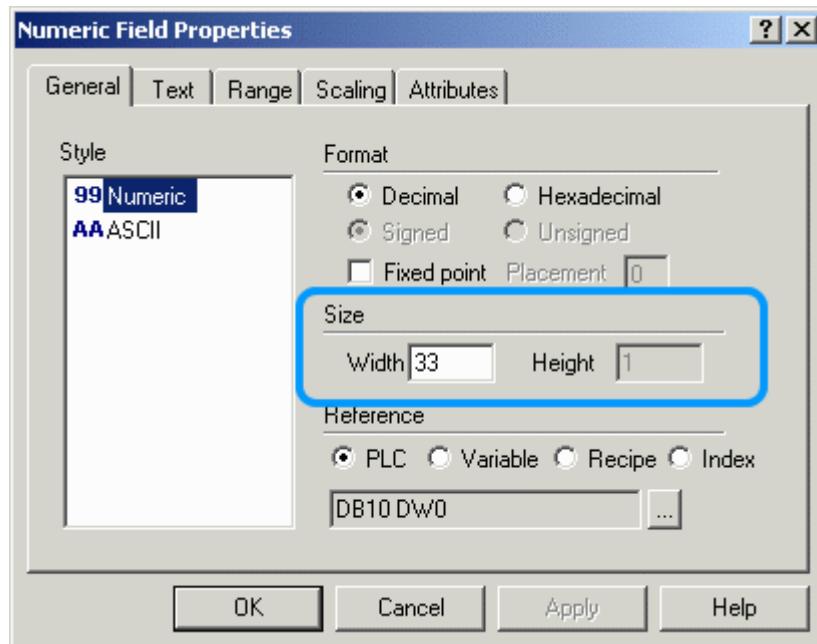 Numeric Field Properties
General Text Range Scaling Attributes
Style
99 Numeric
AA ASCII
Format
Decimal Hexadecimal
Signed Unsigned
Fixed point Placement 0
Size
Width 33 Height 1
Reference
PLC Variable Recipe Index
DB10 DW0 ...
OK Cancel Apply Help